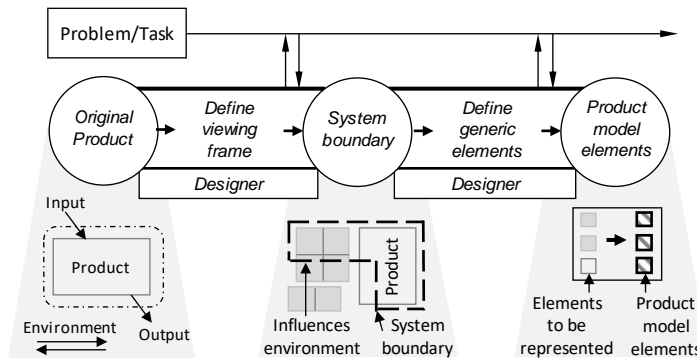 Problem/Task
Original
Product
Define
viewing
frame
System
boundary
Define
generic
elements
Product
model
elements
Designer
Designer
Input
Product
Environment
Output
Product
Influences
environment
System
boundary
Elements
to be
represented
Product
model
elements